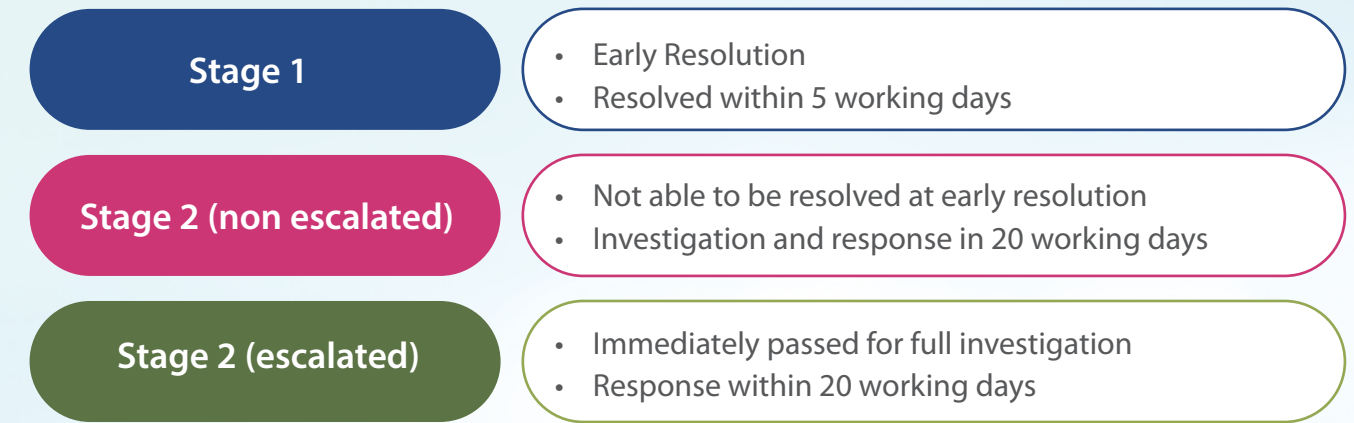 Stage 1
• Early Resolution
• Resolved within 5 working days
Stage 2 (non escalated)
• Not able to be resolved at early resolution
• Investigation and response in 20 working days
Stage 2 (escalated)
• Immediately passed for full investigation
• Response within 20 working days